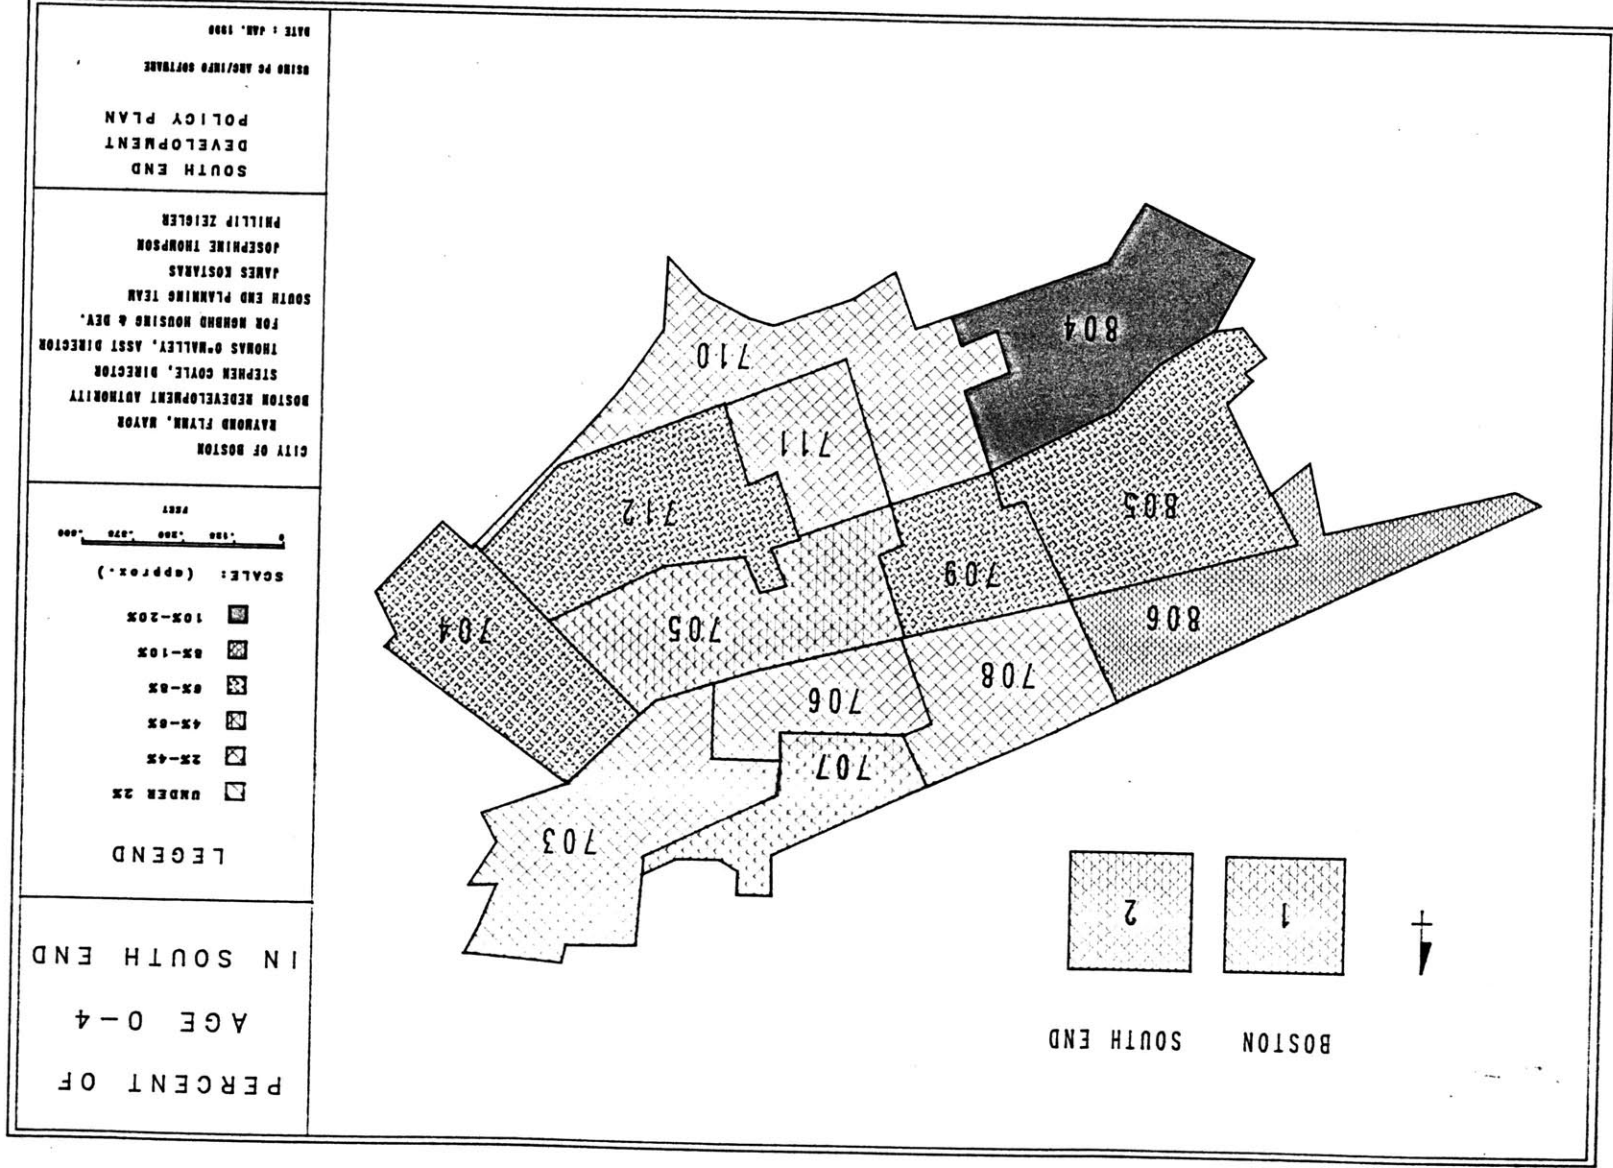 BOSTON
SOUTH END
1
2
703
707
706
708
806
704
705
709
805
712
711
710
804
PERCENT OF
AGE 0-4
IN SOUTH END
LEGEND
UNDER 2%
2%-4%
4%-6%
6%-8%
8%-10%
10%-20%
SCALE: (approx.)
FEET
CITY OF BOSTON
RAYMOND FLYNN, MAYOR
BOSTON REDEVELOPMENT AUTHORITY
STEPHEN COYLE, DIRECTOR
THOMAS O'MALLEY, ASST DIRECTOR
FOR NGHBHD HOUSING & DEV.
SOUTH END PLANNING TEAM
JAMES KOSTARAS
JOSEPHINE THOMPSON
PHILLIP ZEIGLER
SOUTH END
DEVELOPMENT
POLICY PLAN
USING PC ARC/INFO SOFTWARE
DATE : JAN. 1990